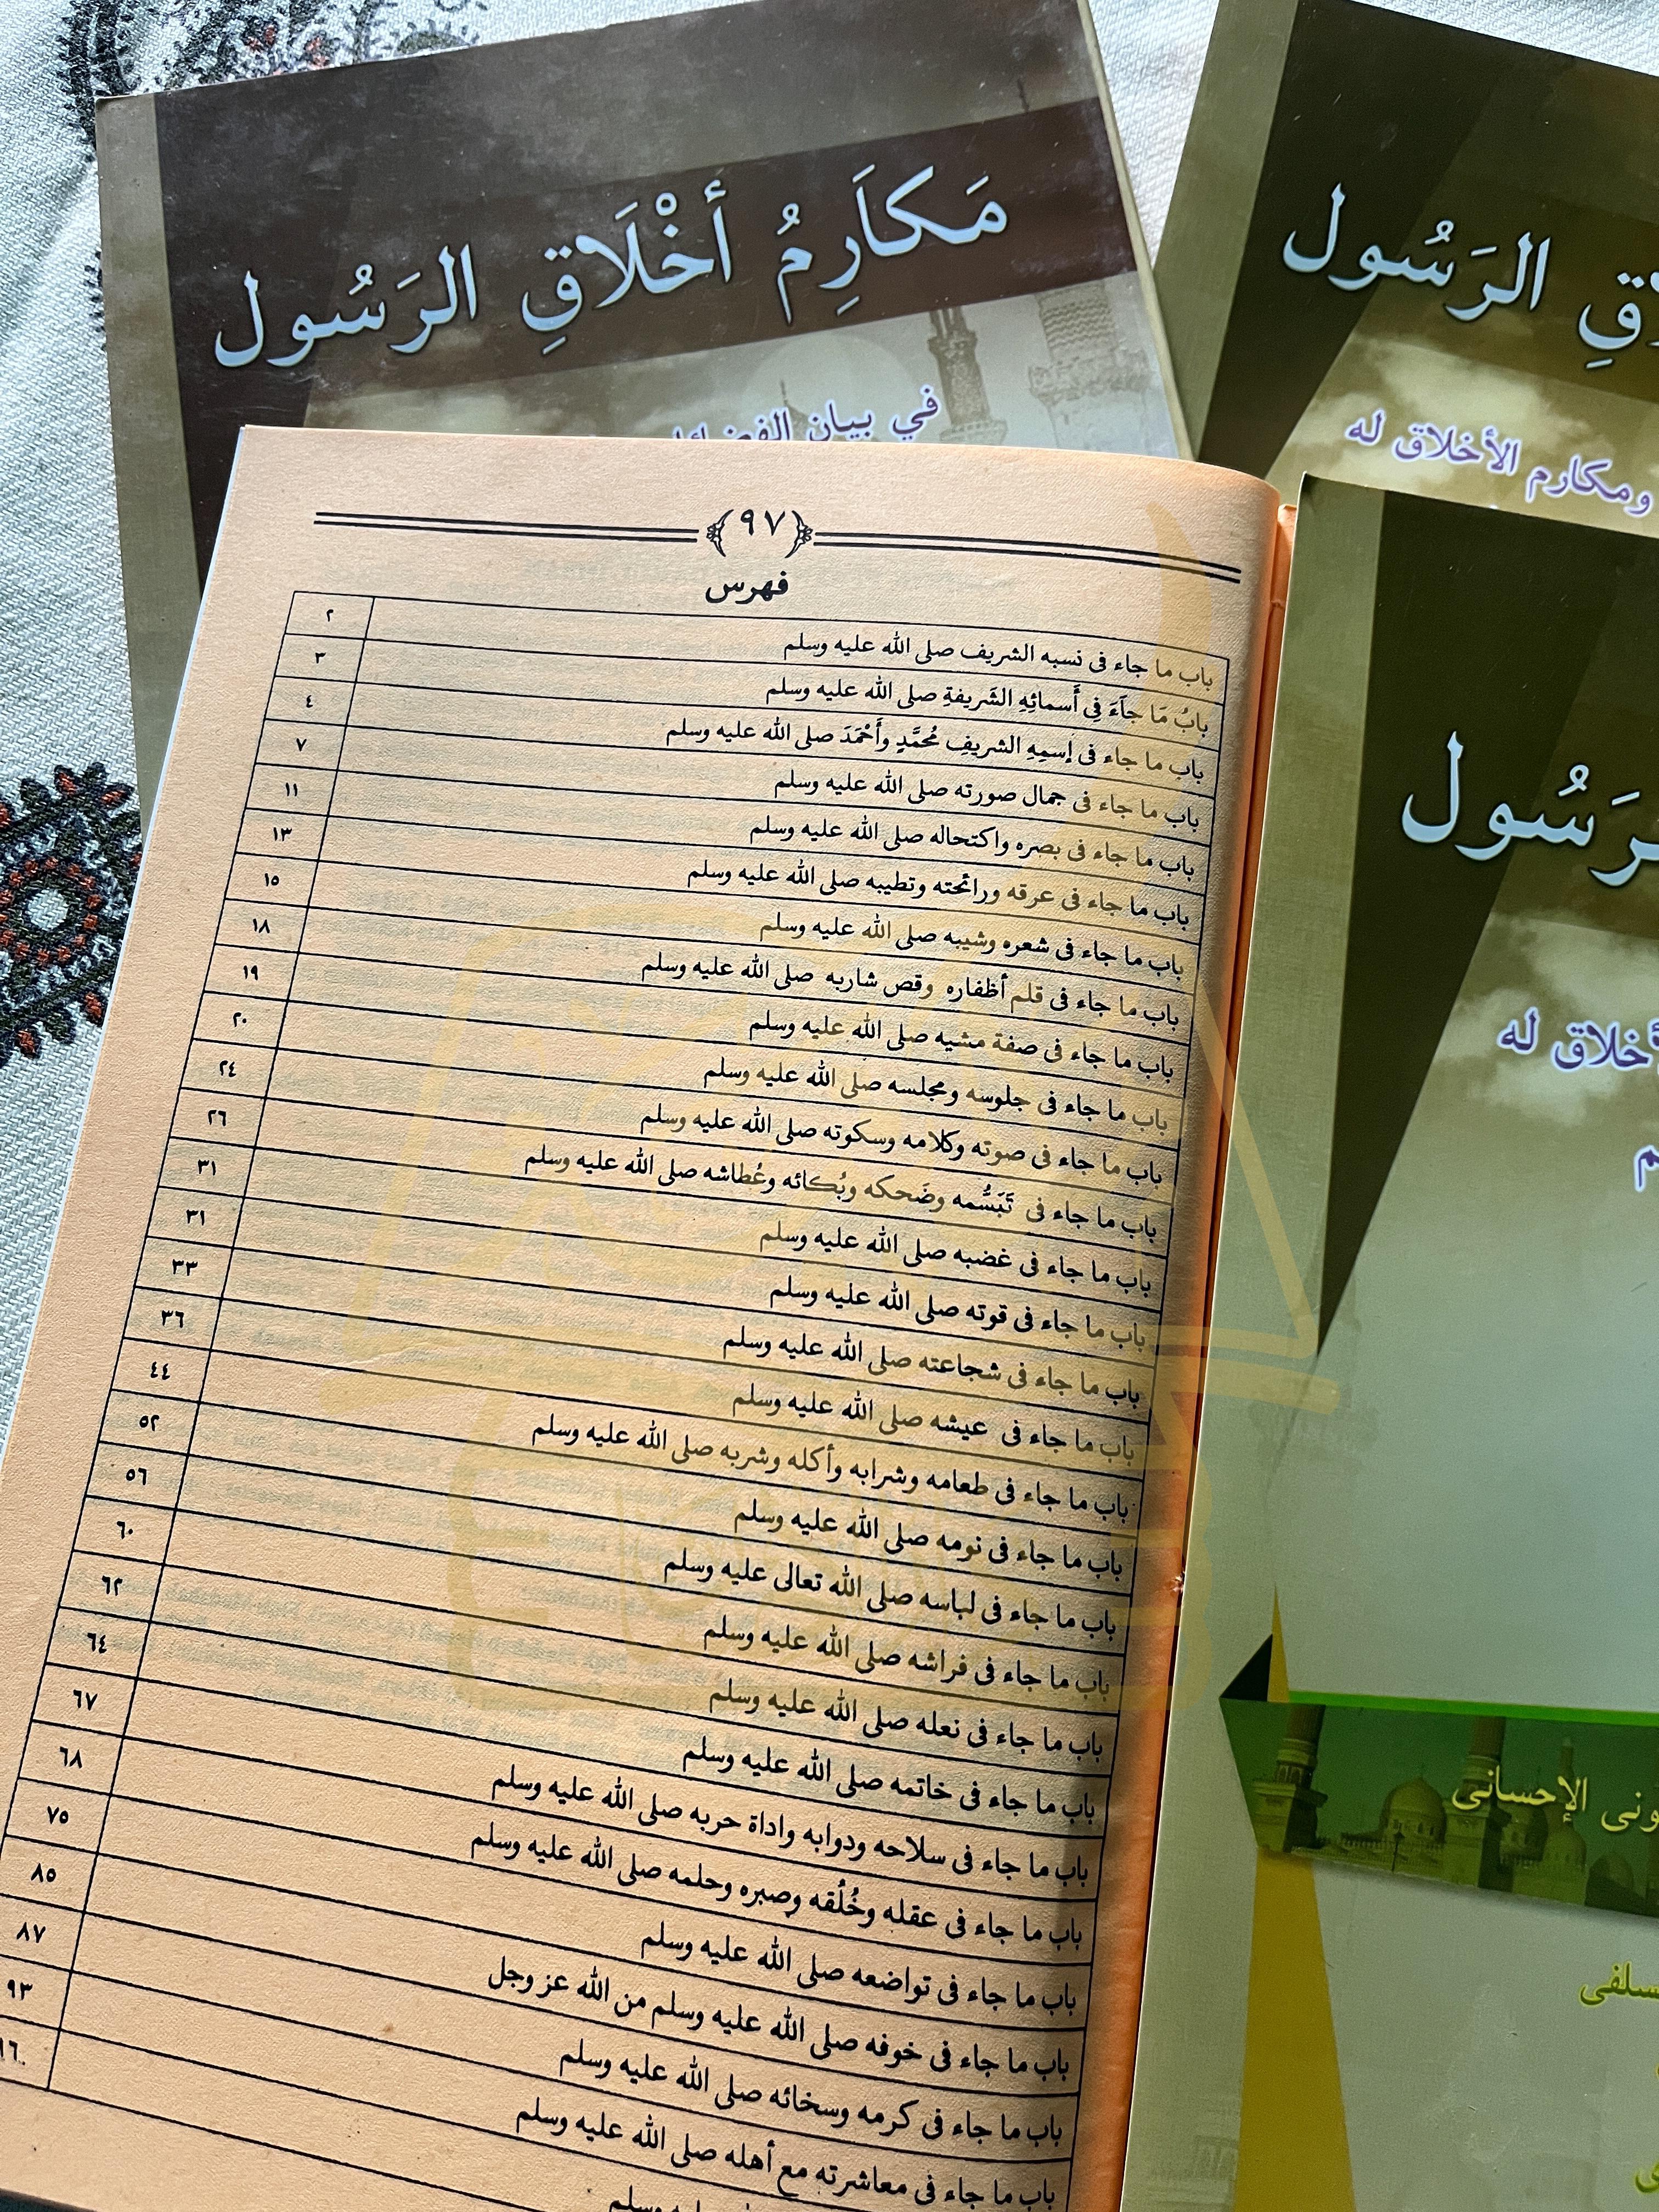 مَكاَرِمُ أخْلَاقِ الرَسُول
في بيان
الرَسُول
ومكارم الأخلاق له
﴿٩٧﴾
فهرس
باب ما جاء فى نسبه الشريف صلى الله عليه وسلم ٢
بابُ مَا جآءَ فِى أَسمائِهِ الشَريفةِ صلى الله عليه وسلم ٣
باب ما جاء فى إسمِهِ الشريفِ مُحمَّدٍ وأَحْمَدَ صلى الله عليه وسلم ٤
باب ما جاء فى جمال صورته صلى الله عليه وسلم ٧
باب ما جاء فى بصره واكتحاله صلى الله عليه وسلم ١١
باب ما جاء فى عرقه ورائحته وتطيبه صلى الله عليه وسلم ١٣
باب ما جاء فى شعره وشيبه صلى الله عليه وسلم ١٥
باب ما جاء فى قلم أظفاره وقص شاربه صلى الله عليه وسلم ١٨
باب ما جاء فى صفة مشيه صلى الله عليه وسلم ١٩
باب ما جاء فى جلوسه ومجلسه صلى الله عليه وسلم ٢٠
باب ما جاء فى صوته وكلامه وسكوته صلى الله عليه وسلم ٢٤
باب ما جاء فى تَبَسُّمه وضَحكه وبُكائه وعُطاشه صلى الله عليه وسلم ٢٦
باب ما جاء فى غضبه صلى الله عليه وسلم ٣١
باب ما جاء فى قوته صلى الله عليه وسلم ٣١
باب ما جاء فى شجاعته صلى الله عليه وسلم ٣٣
باب ما جاء فى عيشه صلى الله عليه وسلم ٣٦
باب ما جاء فى طعامه وشرابه وأكله وشربه صلى الله عليه وسلم ٤٤
باب ما جاء فى نومه صلى الله عليه وسلم ٥٢
باب ما جاء فى لباسه صلى الله تعالى عليه وسلم ٥٦
باب ما جاء فى فراشه صلى الله عليه وسلم ٦٠
باب ما جاء فى نعله صلى الله عليه وسلم ٦٢
باب ما جاء فى خاتمه صلى الله عليه وسلم ٦٤
باب ما جاء فى سلاحه ودوابه واداة حربه صلى الله عليه وسلم ٦٧
باب ما جاء فى عقله وخُلُقه وصبره وحلمه صلى الله عليه وسلم ٦٨
باب ما جاء فى تواضعه صلى الله عليه وسلم ٧٥
باب ما جاء فى خوفه صلى الله عليه وسلم من الله عز وجل ٨٥
باب ما جاء فى كرمه وسخائه صلى الله عليه وسلم ٨٧
باب ما جاء فى معاشرته مع أهله صلى الله عليه وسلم ٩٣
الأخلاق له
الإحسانى